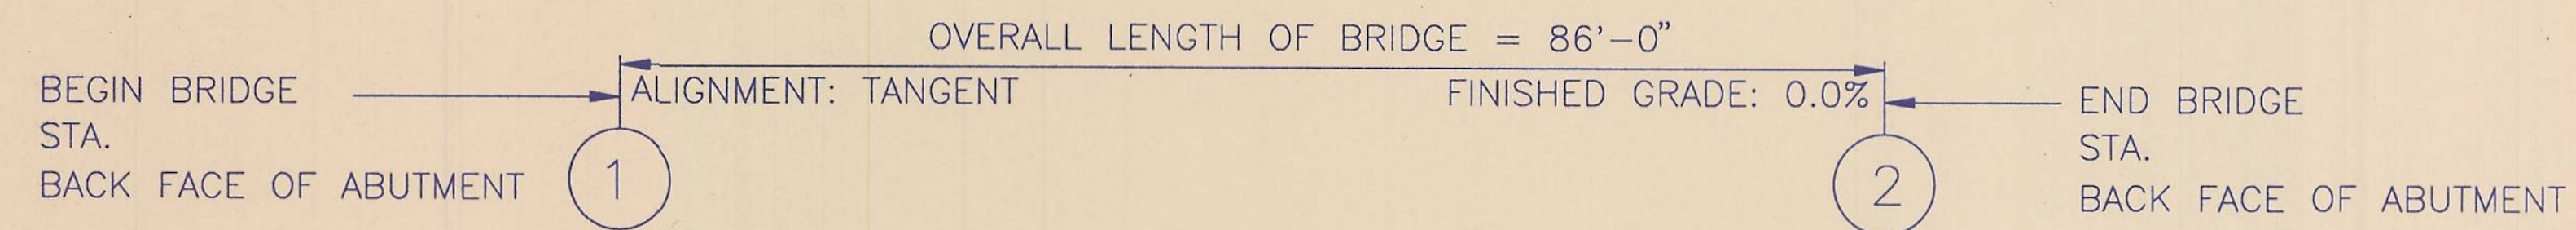 OVERALL LENGTH OF BRIDGE = 86'-0"
BEGIN BRIDGE
STA.
BACK FACE OF ABUTMENT
ALIGNMENT: TANGENT
FINISHED GRADE: 0.0%
END BRIDGE
STA.
BACK FACE OF ABUTMENT
1
2